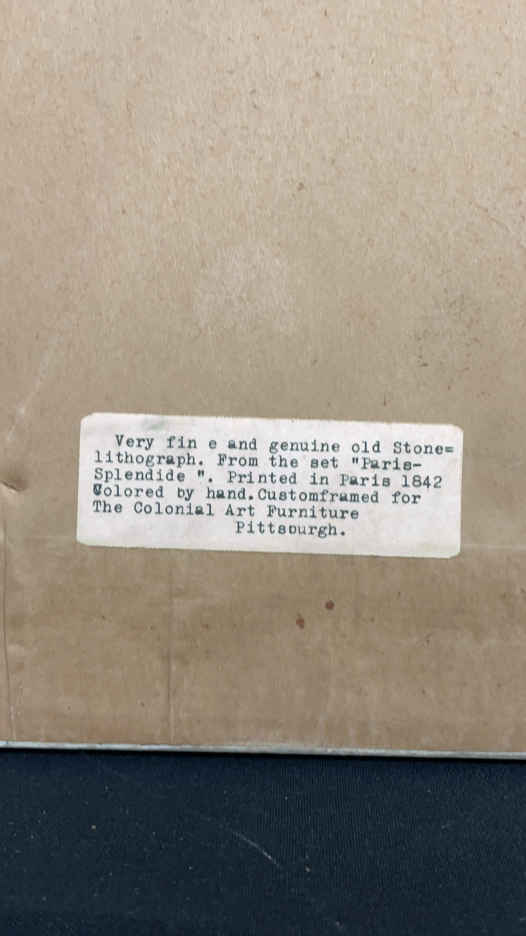 Very fin e and genuine old Stone=
lithograph. From the set "Paris-
Splendide ". Printed in Paris 1842
Colored by hand.Customframed for
The Colonial Art Furniture
Pittsburgh.